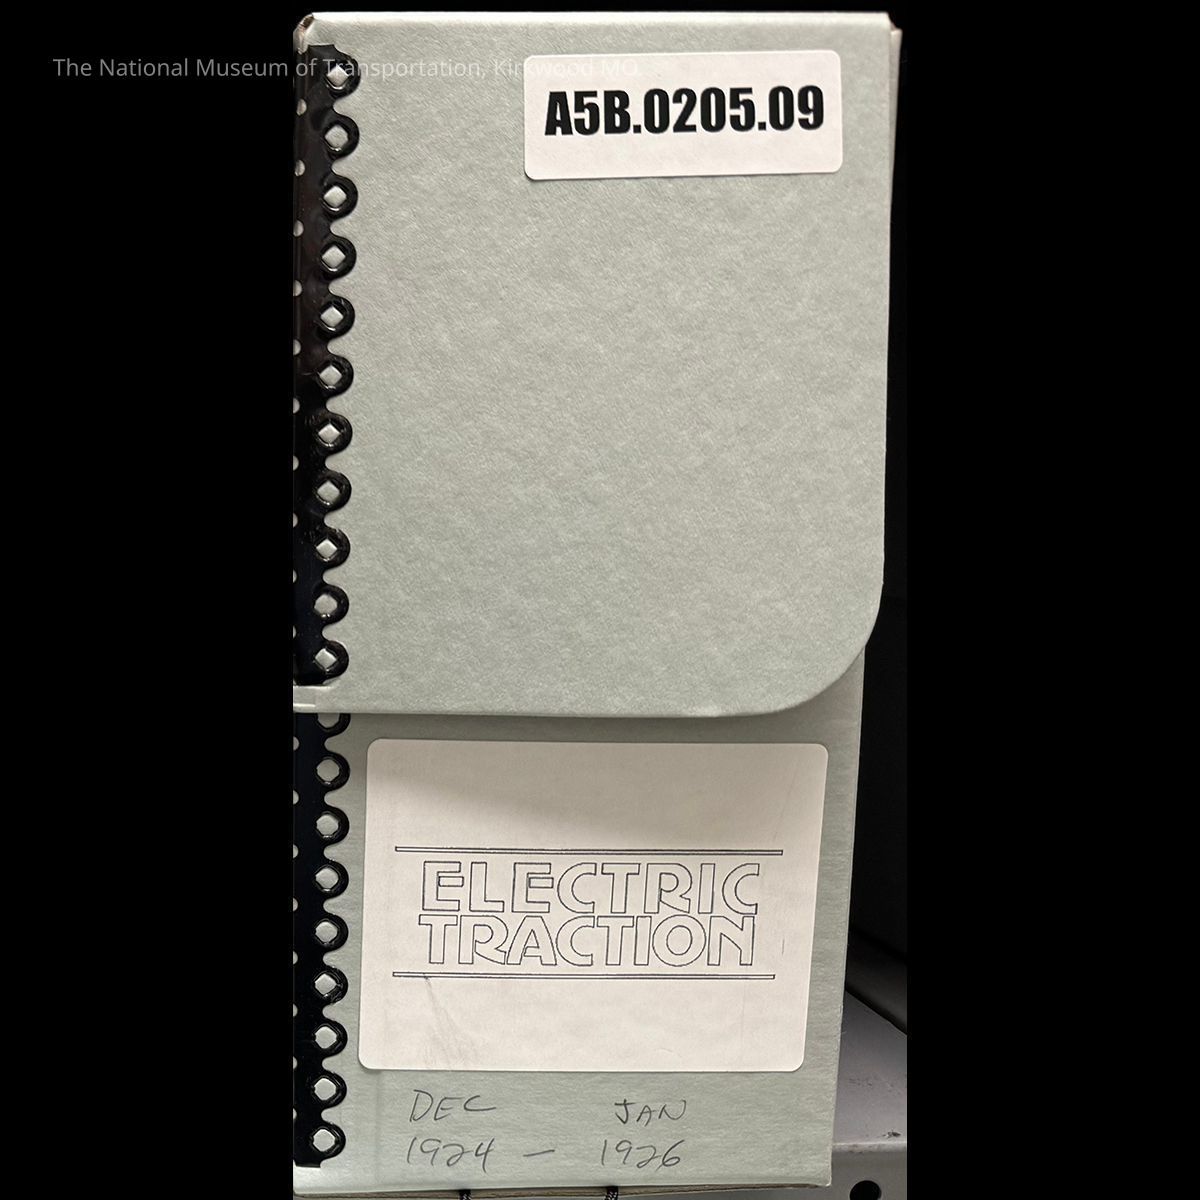 The National Museum of Transportation, Kirkwood MO.
A5B.0205.09
ELECTRIC
TRACTION
DEC JAN
1924 – 1926